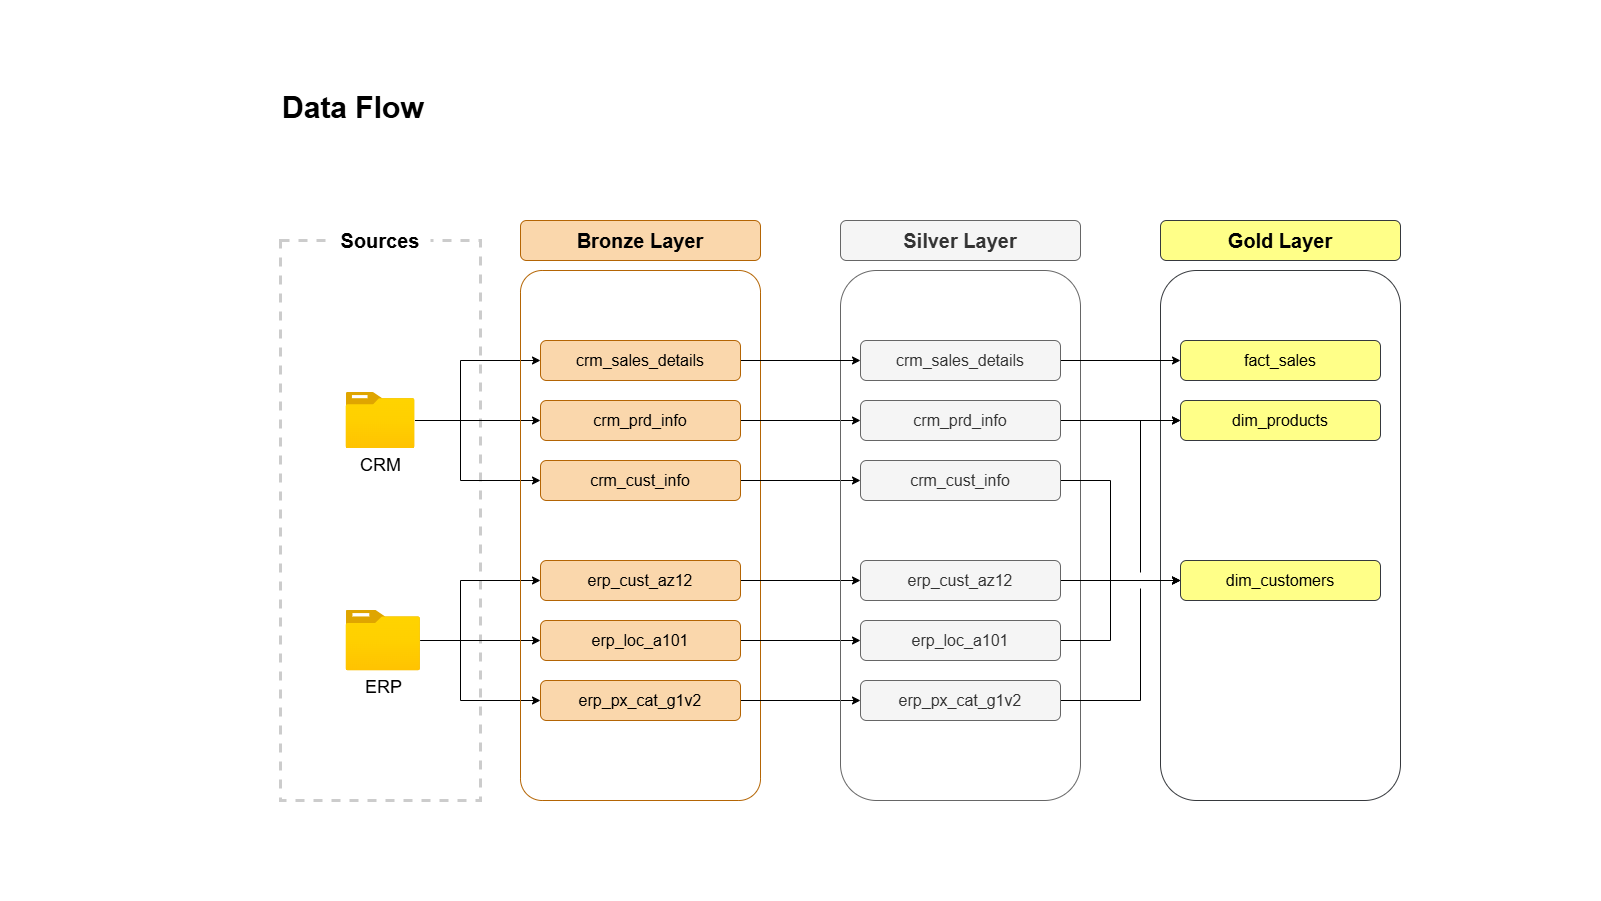 Data Flow
Sources
Bronze Layer
Silver Layer
Gold Layer
crm_sales_details
crm_sales_details
fact_sales
crm_prd_info
crm_prd_info
dim_products
CRM
crm_cust_info
crm_cust_info
erp_cust_az12
erp_cust_az12
dim_customers
erp_loc_a101
erp_loc_a101
ERP
erp_px_cat_g1v2
erp_px_cat_g1v2